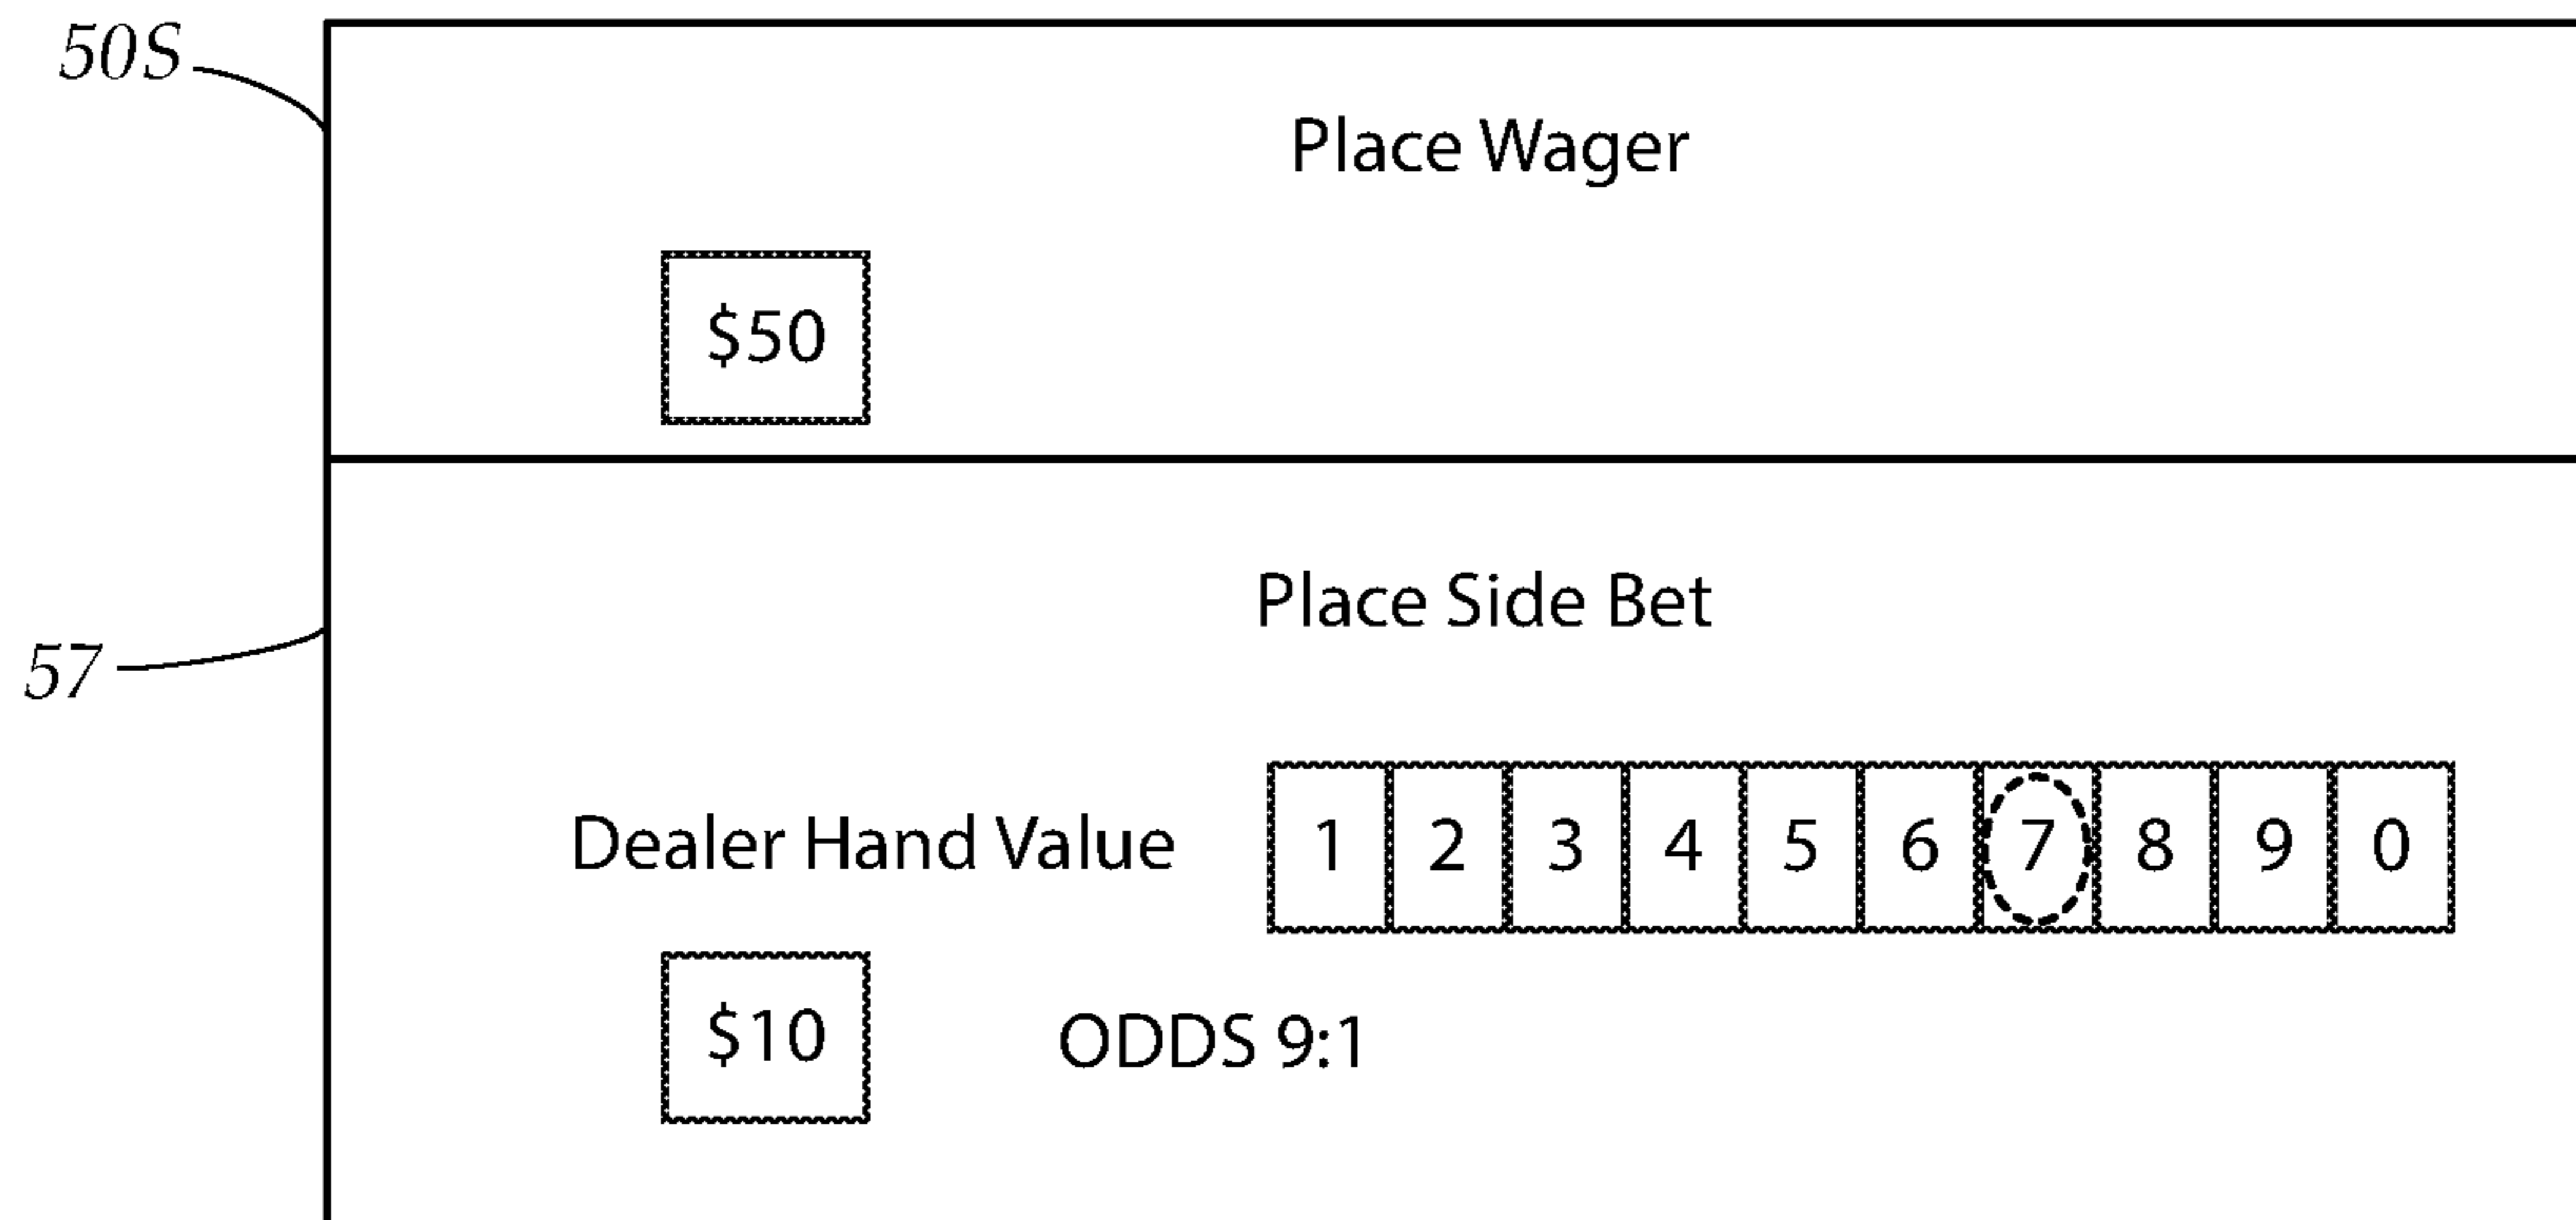 50S
Place Wager
$50
Place Side Bet
57
Dealer Hand Value 1 2 3 4 5 6 7 8 9 0
$10 ODDS 9:1